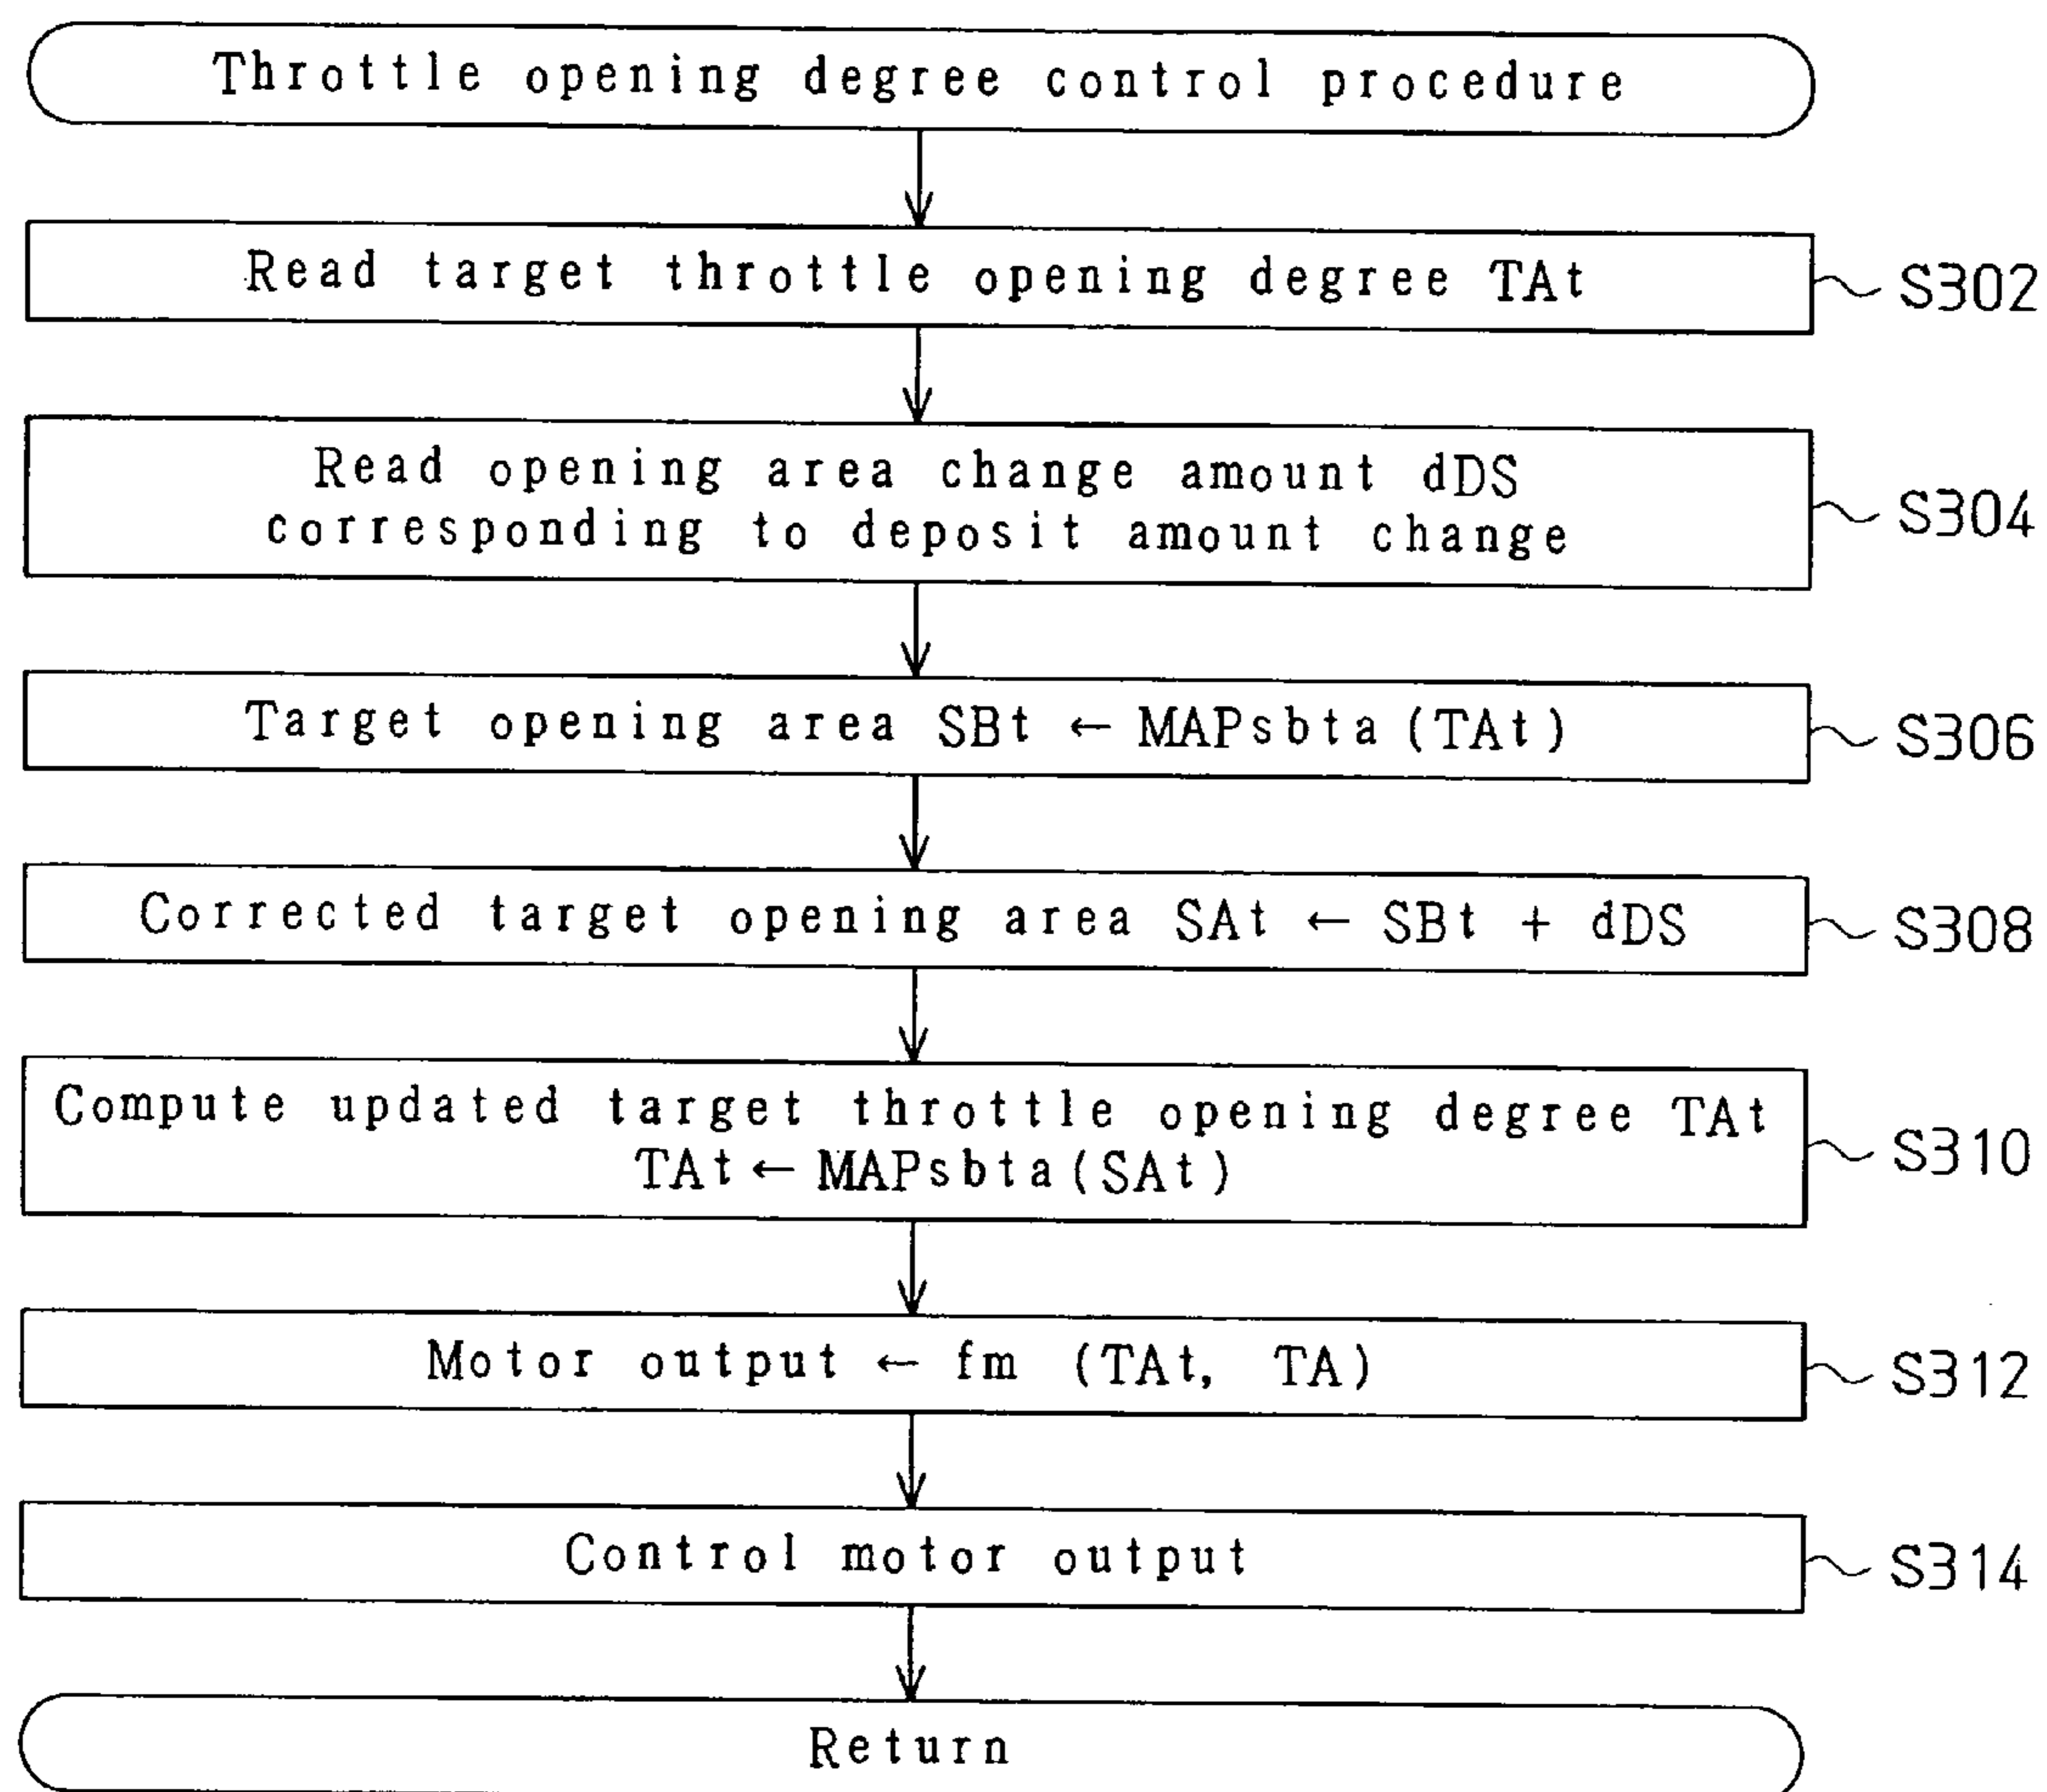 Throttle opening degree control procedure
Read target throttle opening degree TAt
S302
Read opening area change amount dDS
corresponding to deposit amount change
S304
Target opening area SBt ← MAPsbta (TAt)
S306
Corrected target opening area SAt ← SBt + dDS
S308
Compute updated target throttle opening degree TAt
TAt ← MAPsbta (SAt)
S310
Motor output ← fm (TAt, TA)
S312
Control motor output
S314
Return